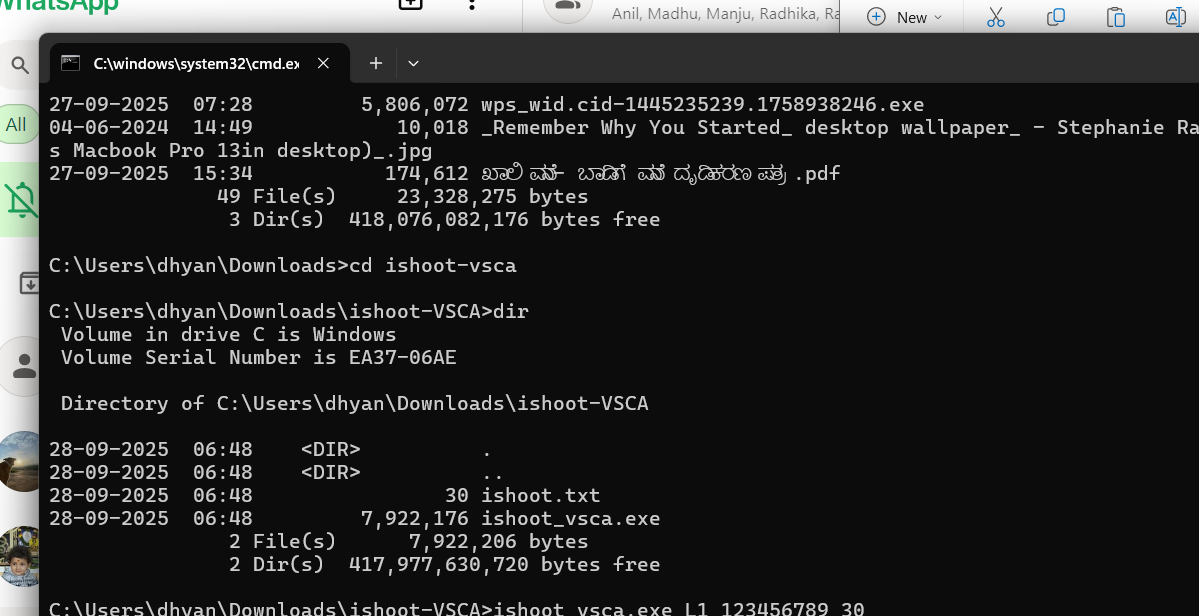 WhatsApp
Anil, Madhu, Manju, Radhika, Ra
New
C:\windows\system32\cmd.ex
All
27-09-2025  07:28         5,806,072 wps_wid.cid-1445235239.1758938246.exe
04-06-2024  14:49            10,018 _Remember Why You Started_ desktop wallpaper_ - Stephanie Ra
s Macbook Pro 13in desktop)_.jpg
27-09-2025  15:34           174,612 ಖಾಲಿ ಮನೆ- ಬಾಡಿಗೆ ಮನೆ ದೃಢೀಕರಣ ಪತ್ರ .pdf
              49 File(s)     23,328,275 bytes
               3 Dir(s)  418,076,082,176 bytes free
C:\Users\dhyan\Downloads>cd ishoot-vsca
C:\Users\dhyan\Downloads\ishoot-VSCA>dir
 Volume in drive C is Windows
 Volume Serial Number is EA37-06AE
 Directory of C:\Users\dhyan\Downloads\ishoot-VSCA
28-09-2025  06:48    <DIR>          .
28-09-2025  06:48    <DIR>          ..
28-09-2025  06:48                30 ishoot.txt
28-09-2025  06:48         7,922,176 ishoot_vsca.exe
               2 File(s)      7,922,206 bytes
               2 Dir(s)  417,977,630,720 bytes free
C:\Users\dhyan\Downloads\ishoot-VSCA>ishoot_vsca.exe L1 123456789 30